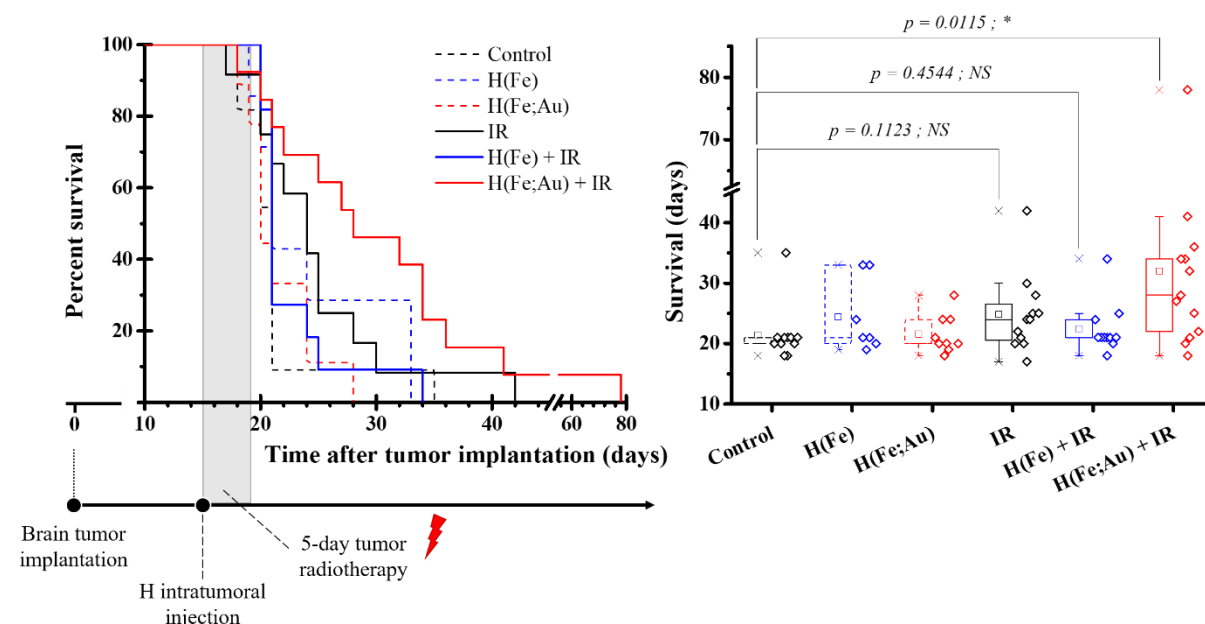 100
80
60
40
20
Percent survival
Control
H(Fe)
H(Fe;Au)
IR
H(Fe) + IR
H(Fe;Au) + IR
0
10
20
30
40
60
80
Time after tumor implantation (days)
Brain tumor
implantation
H intratumoral
injection
5-day tumor
radiotherapy
p = 0.0115 ; *
p = 0.4544 ; NS
p = 0.1123 ; NS
80
70
40
30
20
10
Survival (days)
Control
H(Fe)
H(Fe;Au)
IR
H(Fe) + IR
H(Fe;Au) + IR